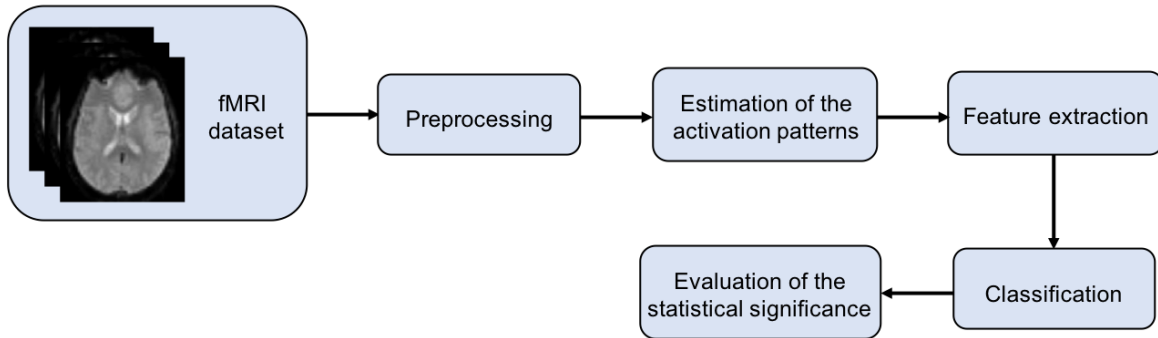 fMRI
dataset
Preprocessing
Estimation of the
activation patterns
Feature extraction
Classification
Evaluation of the
statistical significance